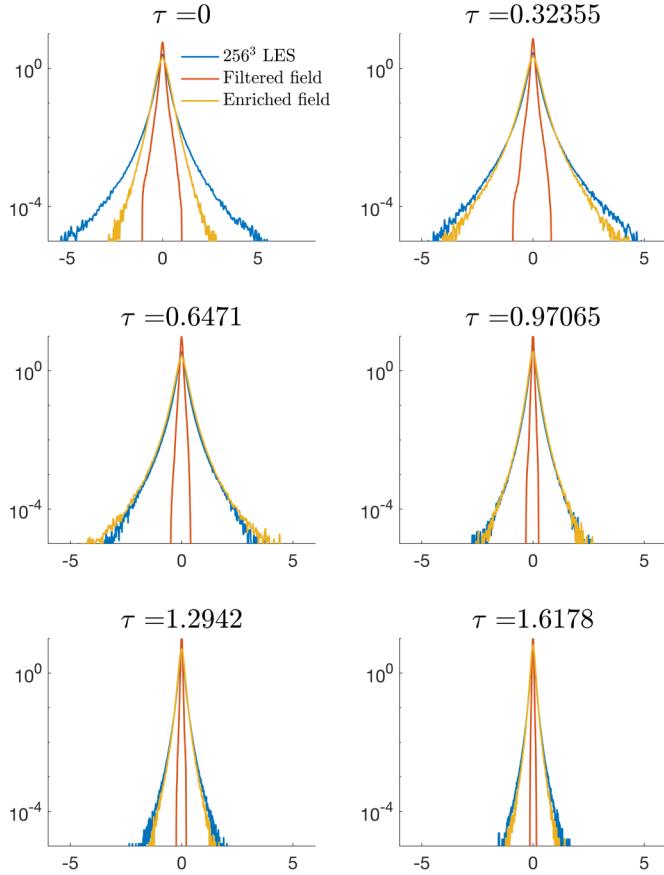 τ =0
10⁰
10⁻⁴
256³ LES
Filtered field
Enriched field
-5 0 5
τ =0.32355
10⁰
10⁻⁴
-5 0 5
τ =0.6471
10⁰
10⁻⁴
-5 0 5
τ =0.97065
10⁰
10⁻⁴
-5 0 5
τ =1.2942
10⁰
10⁻⁴
-5 0 5
τ =1.6178
10⁰
10⁻⁴
-5 0 5